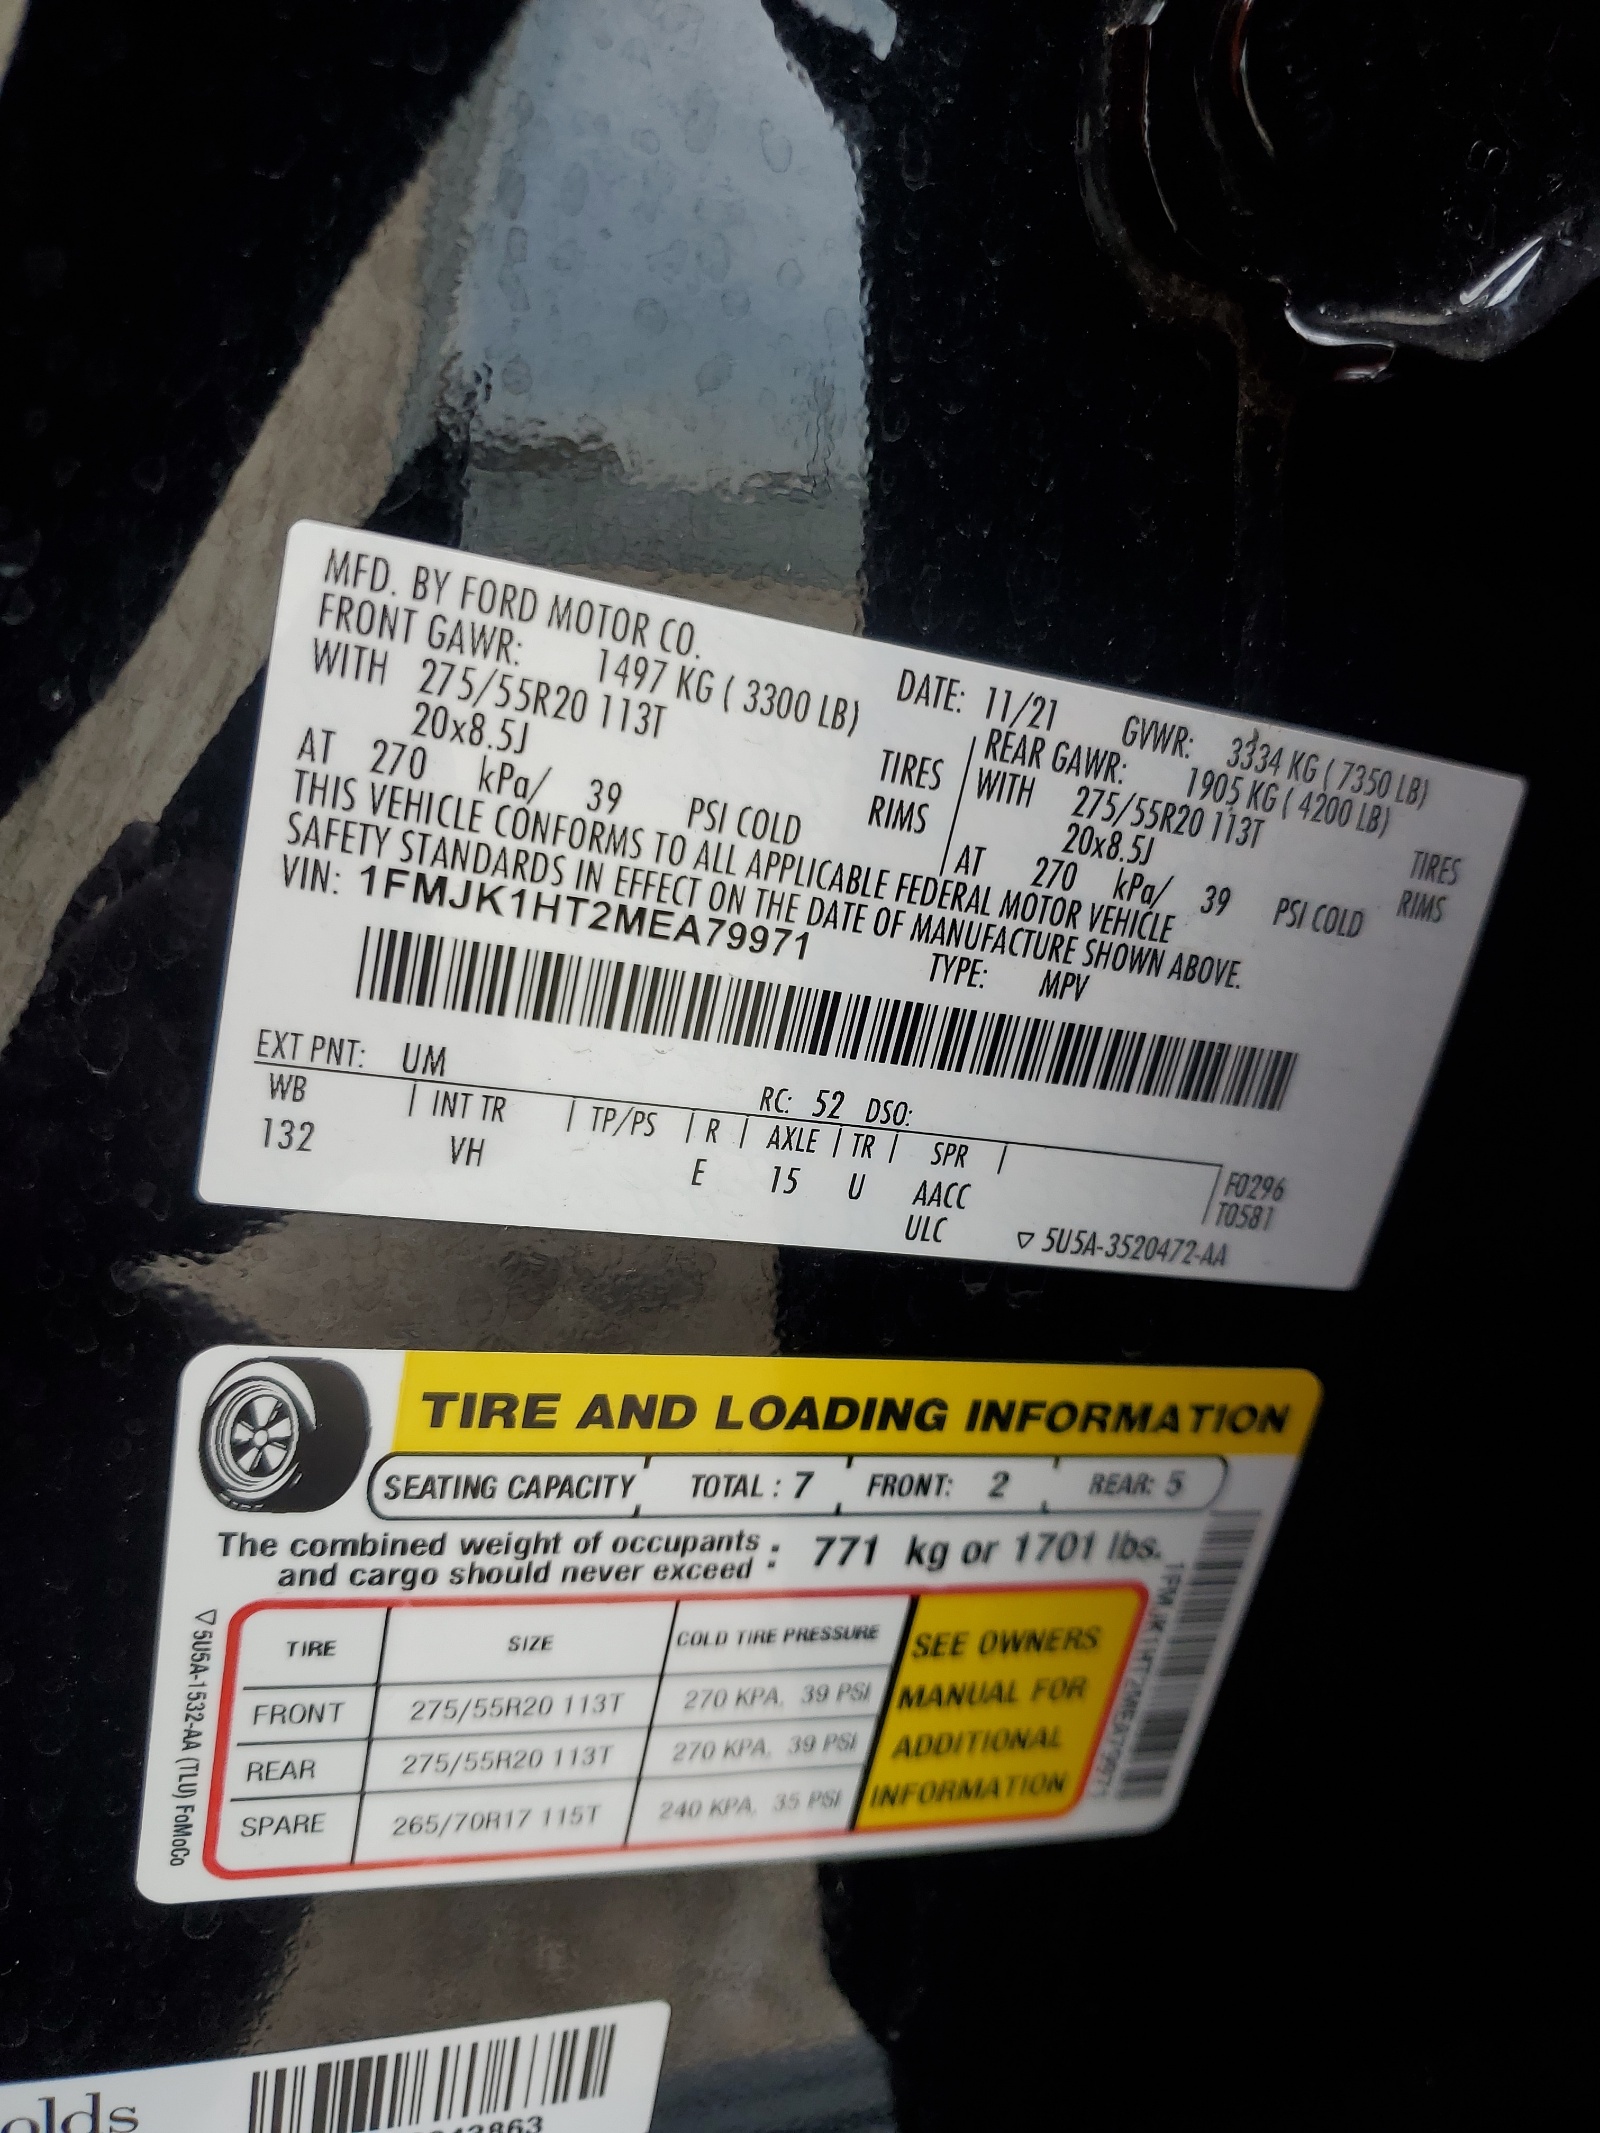 MFD. BY FORD MOTOR CO.
DATE: 11/21 GVWR: 3334 KG ( 7350 LB)
FRONT GAWR: 1497 KG ( 3300 LB)
REAR GAWR: 1905 KG ( 4200 LB)
WITH 275/55R20 113T TIRES
WITH 275/55R20 113T TIRES
20x8.5J RIMS
20x8.5J RIMS
AT 270 kPa/ 39 PSI COLD
AT 270 kPa/ 39 PSI COLD
THIS VEHICLE CONFORMS TO ALL APPLICABLE FEDERAL MOTOR VEHICLE
SAFETY STANDARDS IN EFFECT ON THE DATE OF MANUFACTURE SHOWN ABOVE.
VIN: 1FMJK1HT2MEA79971
TYPE: MPV
EXT PNT: UM RC: 52 DSO:
WB | INT TR | TP/PS | R | AXLE | TR | SPR |
132 VH E 15 U AACC
ULC
F0296
T0581
▽ 5U5A-3520472-AA
TIRE AND LOADING INFORMATION
SEATING CAPACITY TOTAL : 7 FRONT: 2 REAR: 5
The combined weight of occupants
and cargo should never exceed : 771 kg or 1701 lbs.
TIRE SIZE COLD TIRE PRESSURE
FRONT 275/55R20 113T 270 KPA, 39 PSI
REAR 275/55R20 113T 270 KPA, 39 PSI
SPARE 265/70R17 115T 240 KPA, 35 PSI
SEE OWNERS
MANUAL FOR
ADDITIONAL
INFORMATION
1FMJK1HT2MEA79971
▽5U5A-1532-AA (TLU) FoMoCo
olds